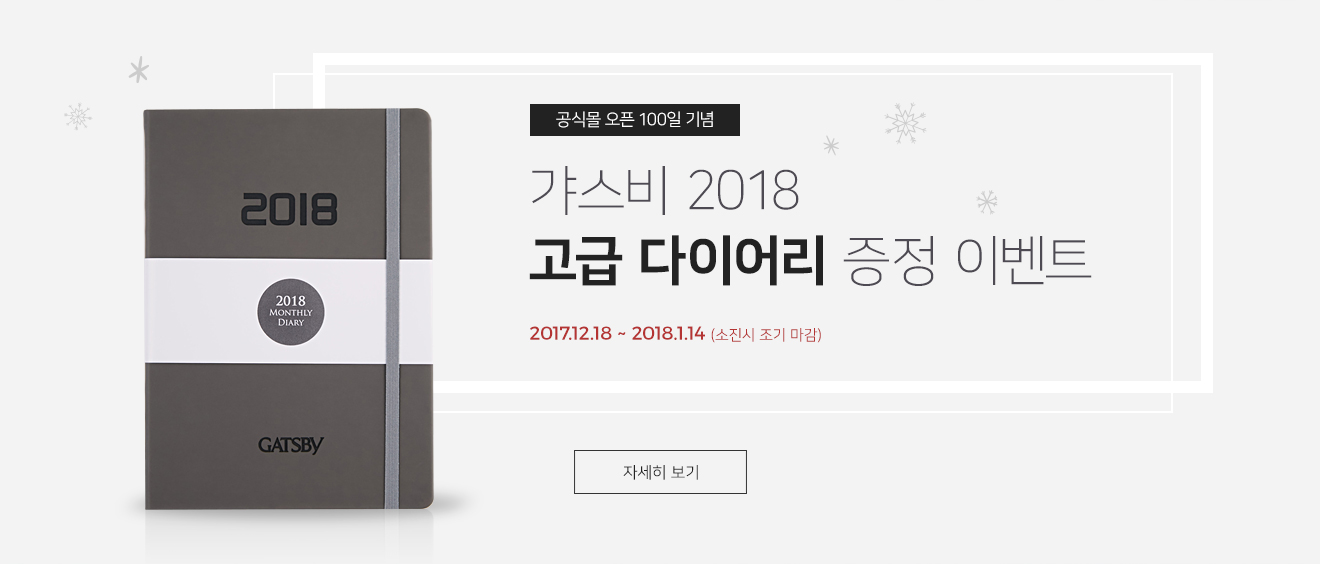 공식몰 오픈 100일 기념
갸스비 2018
고급 다이어리 증정 이벤트
2017.12.18 ~ 2018.1.14 (소진시 조기 마감)
자세히 보기
2018
2018
MONTHLY
DIARY
GATSBY